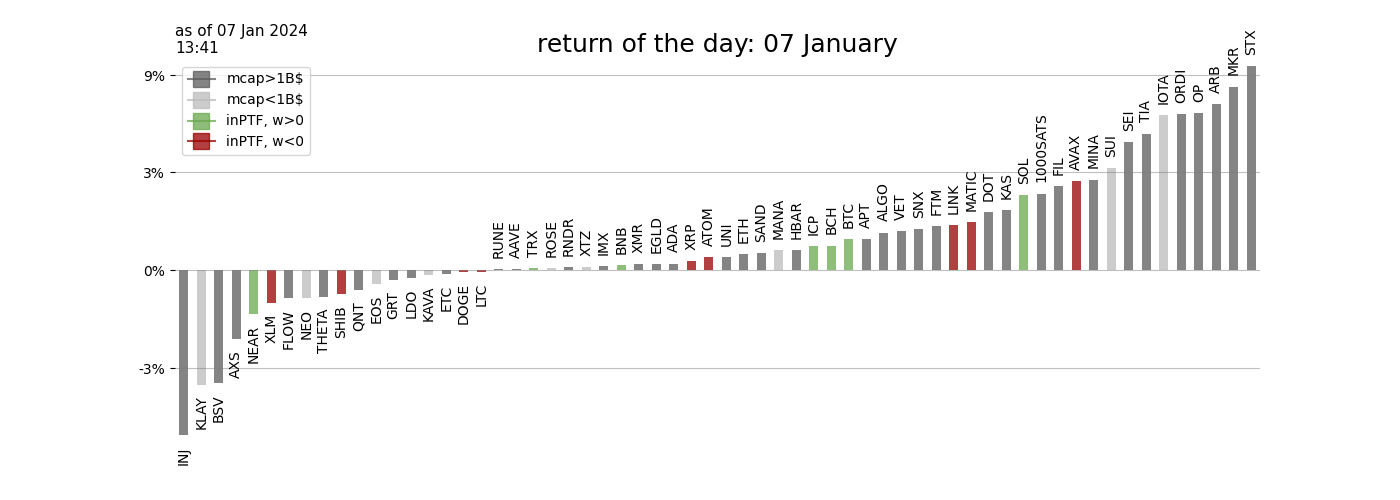 as of 07 Jan 2024
13:41
return of the day: 07 January
9%
3%
0%
-3%
mcap>1B$
mcap<1B$
inPTF, w>0
inPTF, w<0
INJ
KLAY
BSV
AXS
NEAR
XLM
FLOW
NEO
THETA
SHIB
QNT
EOS
GRT
LDO
KAVA
ETC
DOGE
LTC
RUNE
AAVE
TRX
ROSE
RNDR
XTZ
IMX
BNB
XMR
EGLD
ADA
XRP
ATOM
UNI
ETH
SAND
MANA
HBAR
ICP
BCH
BTC
APT
ALGO
VET
SNX
FTM
LINK
MATIC
DOT
KAS
SOL
1000SATS
FIL
AVAX
MINA
SUI
SEI
TIA
IOTA
ORDI
OP
ARB
MKR
STX